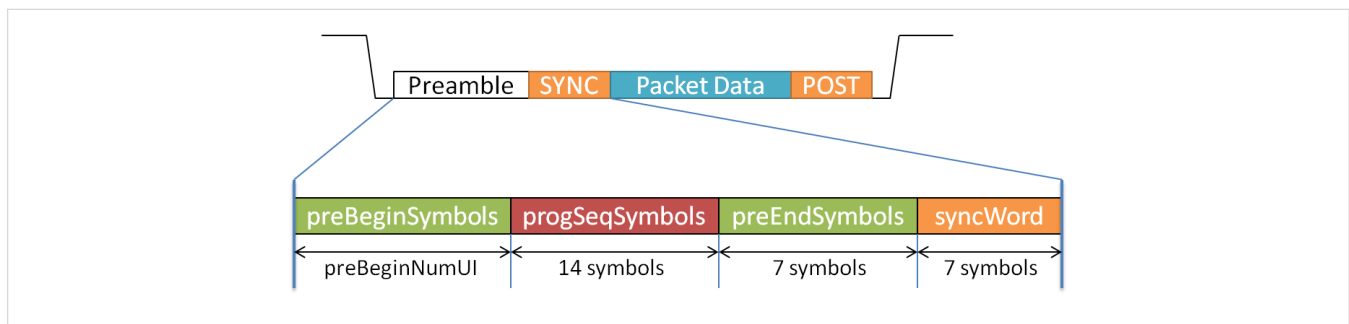 Preamble SYNC Packet Data POST
preBeginSymbols progSeqSymbols preEndSymbols syncWord
preBeginNumUI 14 symbols 7 symbols 7 symbols